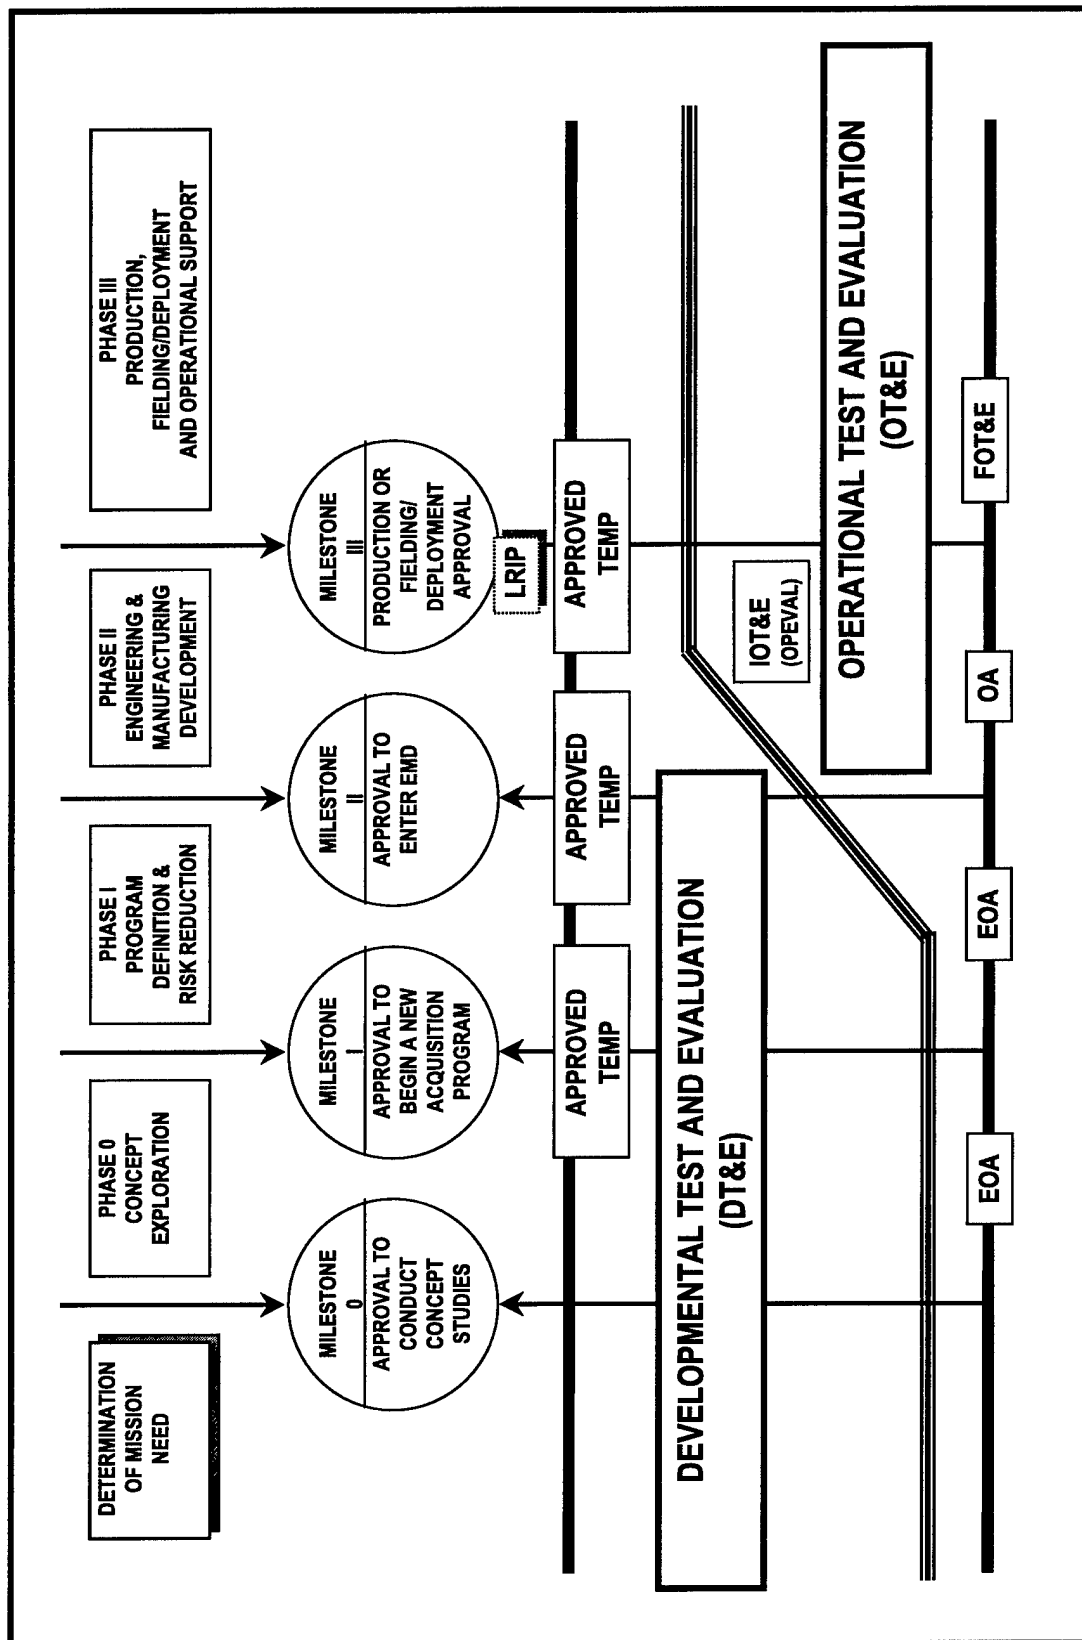 DETERMINATION
OF MISSION
NEED
PHASE 0
CONCEPT
EXPLORATION
PHASE I
PROGRAM
DEFINITION &
RISK REDUCTION
PHASE II
ENGINEERING &
MANUFACTURING
DEVELOPMENT
PHASE III
PRODUCTION,
FIELDING/DEPLOYMENT
AND OPERATIONAL SUPPORT
MILESTONE
0
APPROVAL TO
CONDUCT
CONCEPT
STUDIES
MILESTONE
I
APPROVAL TO
BEGIN A NEW
ACQUISITION
PROGRAM
MILESTONE
II
APPROVAL TO
ENTER EMD
MILESTONE
III
PRODUCTION OR
FIELDING/
DEPLOYMENT
APPROVAL
LRIP
APPROVED
TEMP
APPROVED
TEMP
APPROVED
TEMP
DEVELOPMENTAL TEST AND EVALUATION
(DT&E)
IOT&E
(OPEVAL)
OPERATIONAL TEST AND EVALUATION
(OT&E)
EOA
EOA
OA
FOT&E